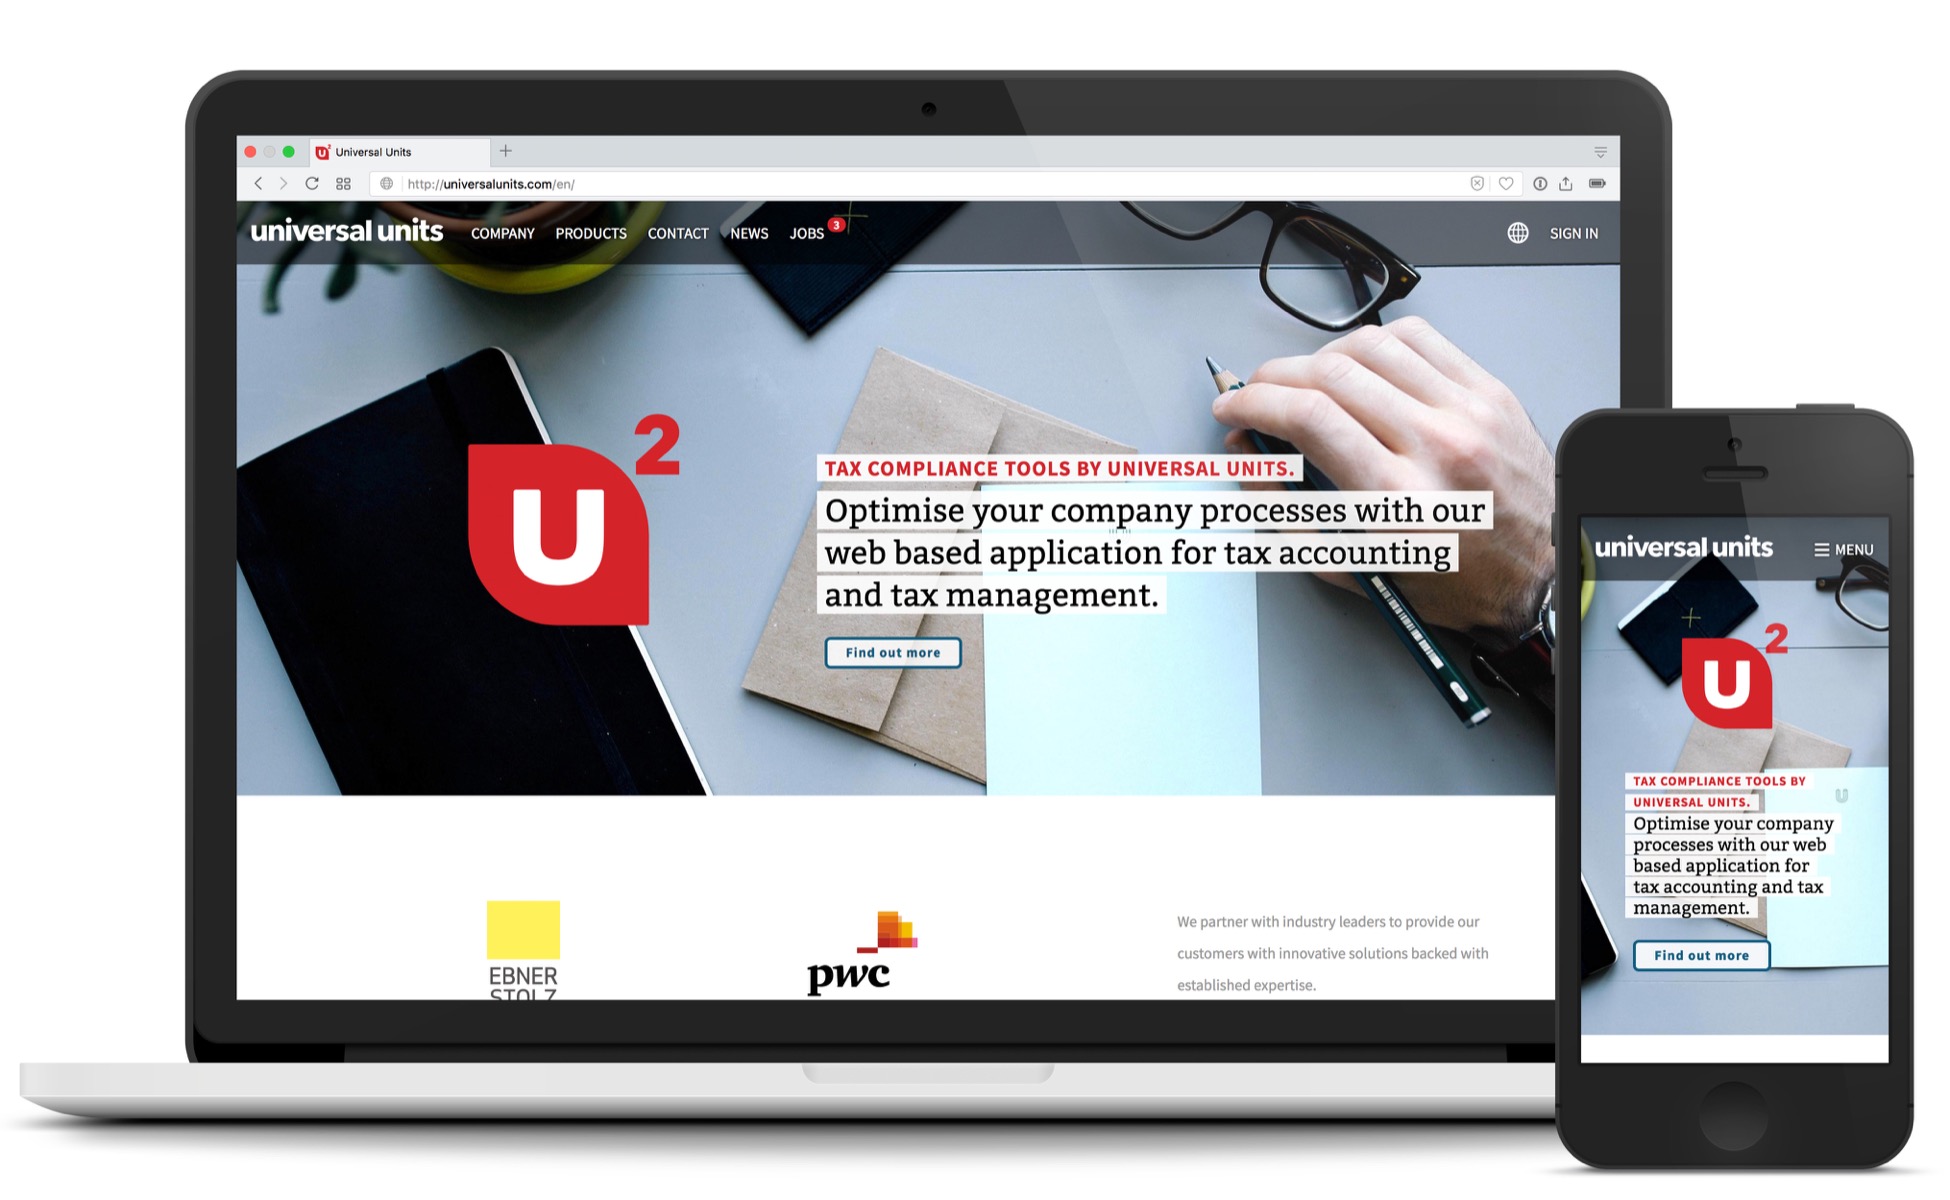 Universal Units
http://universalunits.com/en/
universal units COMPANY PRODUCTS CONTACT NEWS JOBS 3 SIGN IN
U2
TAX COMPLIANCE TOOLS BY UNIVERSAL UNITS.
Optimise your company processes with our
web based application for tax accounting
and tax management.
Find out more
EBNER
STOLZ
pwc
We partner with industry leaders to provide our
customers with innovative solutions backed with
established expertise.
universal units MENU
U2
TAX COMPLIANCE TOOLS BY
UNIVERSAL UNITS.
Optimise your company
processes with our web
based application for
tax accounting and tax
management.
Find out more